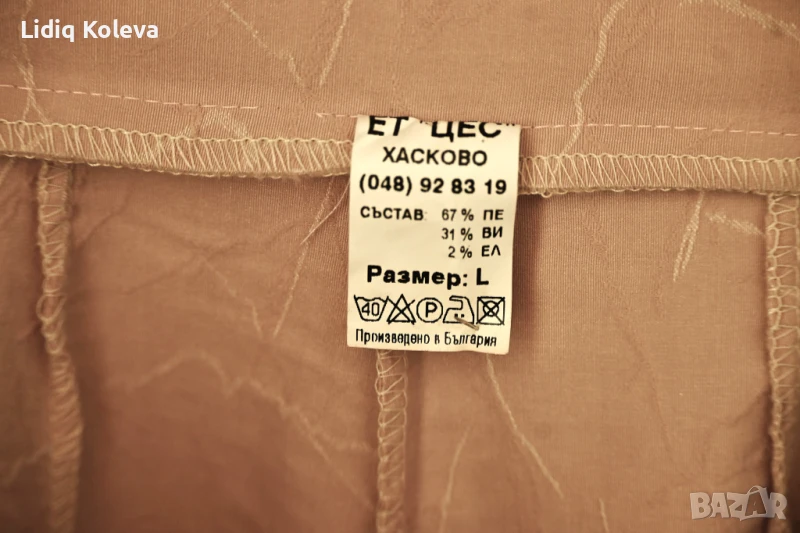 Lidiq Koleva
ЕТ "ЦЕС"
ХАСКОВО
(048) 92 83 19
СЪСТАВ: 67 % ПЕ
31 % ВИ
2 % ЕЛ
Размер: L
40 P
Произведено в България
BAZAR